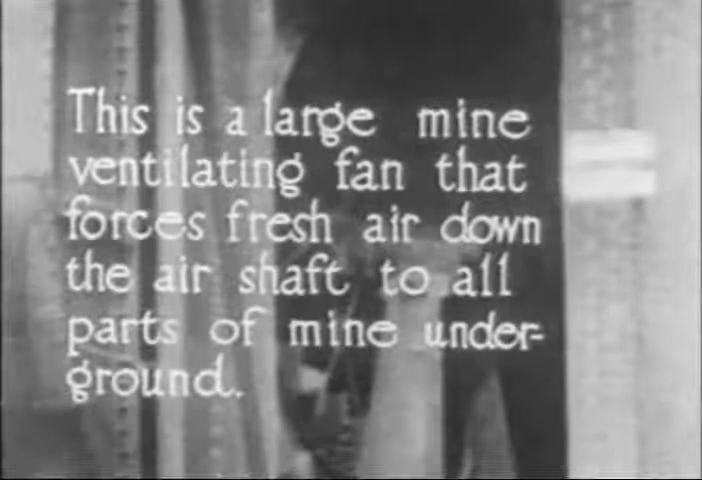 This is a large mine
ventilating fan that
forces fresh air down
the air shaft to all
parts of mine under-
ground.